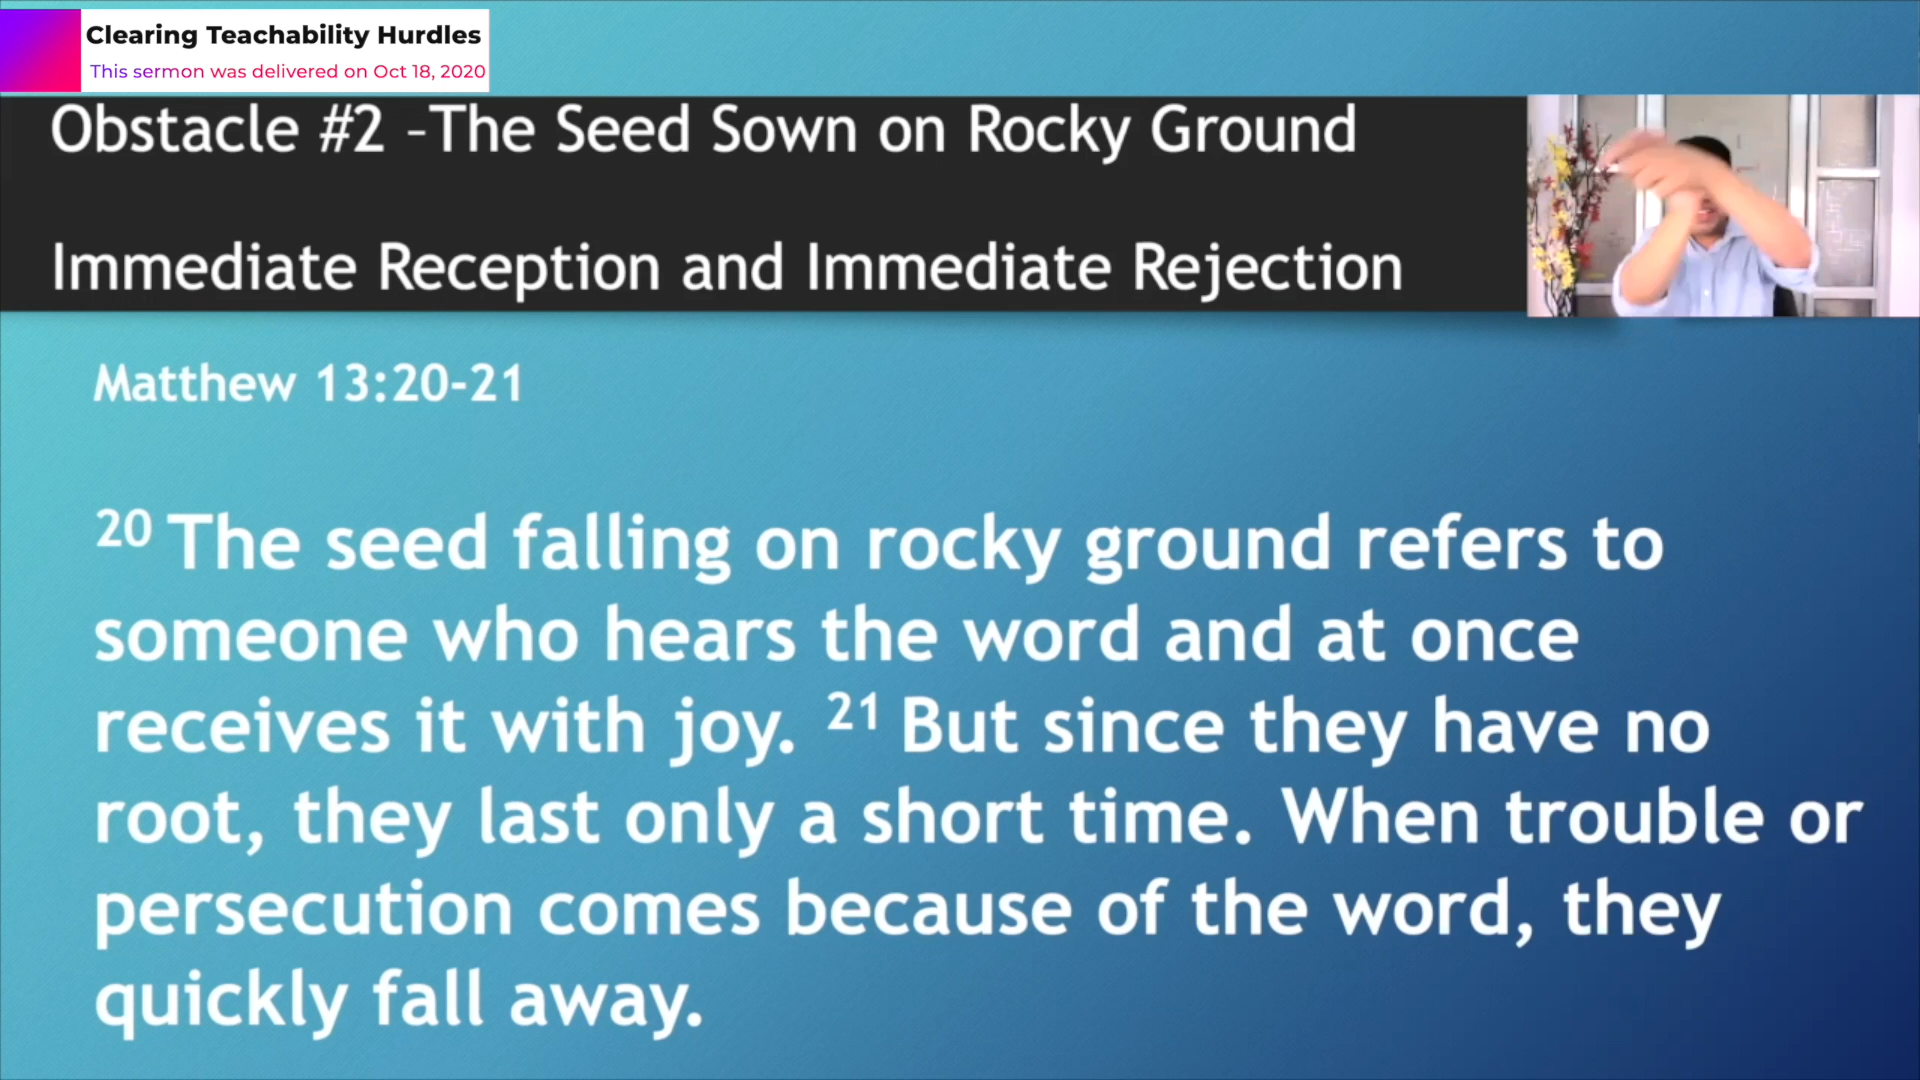 Clearing Teachability Hurdles
This sermon was delivered on Oct 18, 2020
Obstacle #2 –The Seed Sown on Rocky Ground
Immediate Reception and Immediate Rejection
Matthew 13:20-21
20 The seed falling on rocky ground refers to
someone who hears the word and at once
receives it with joy. 21 But since they have no
root, they last only a short time. When trouble or
persecution comes because of the word, they
quickly fall away.